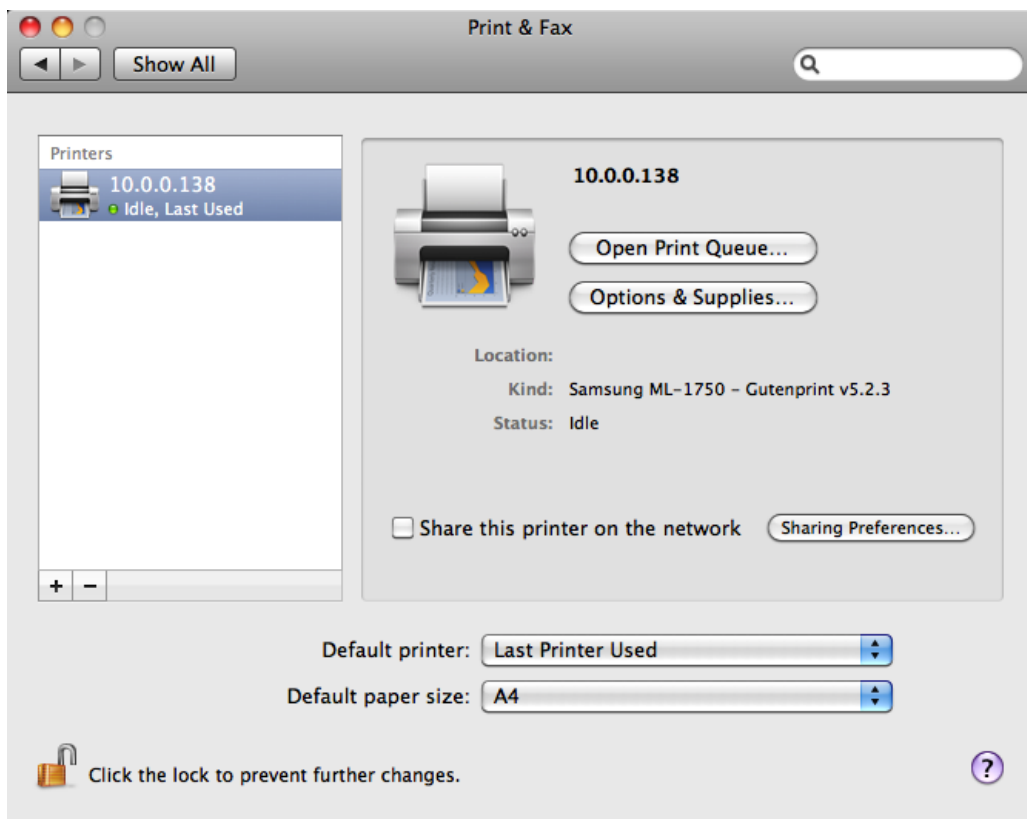 Print & Fax
Show All
Printers
10.0.0.138
Idle, Last Used
10.0.0.138
Open Print Queue...
Options & Supplies...
Location:
Kind: Samsung ML-1750 - Gutenprint v5.2.3
Status: Idle
Share this printer on the network Sharing Preferences...
+ −
Default printer: Last Printer Used
Default paper size: A4
Click the lock to prevent further changes.
?